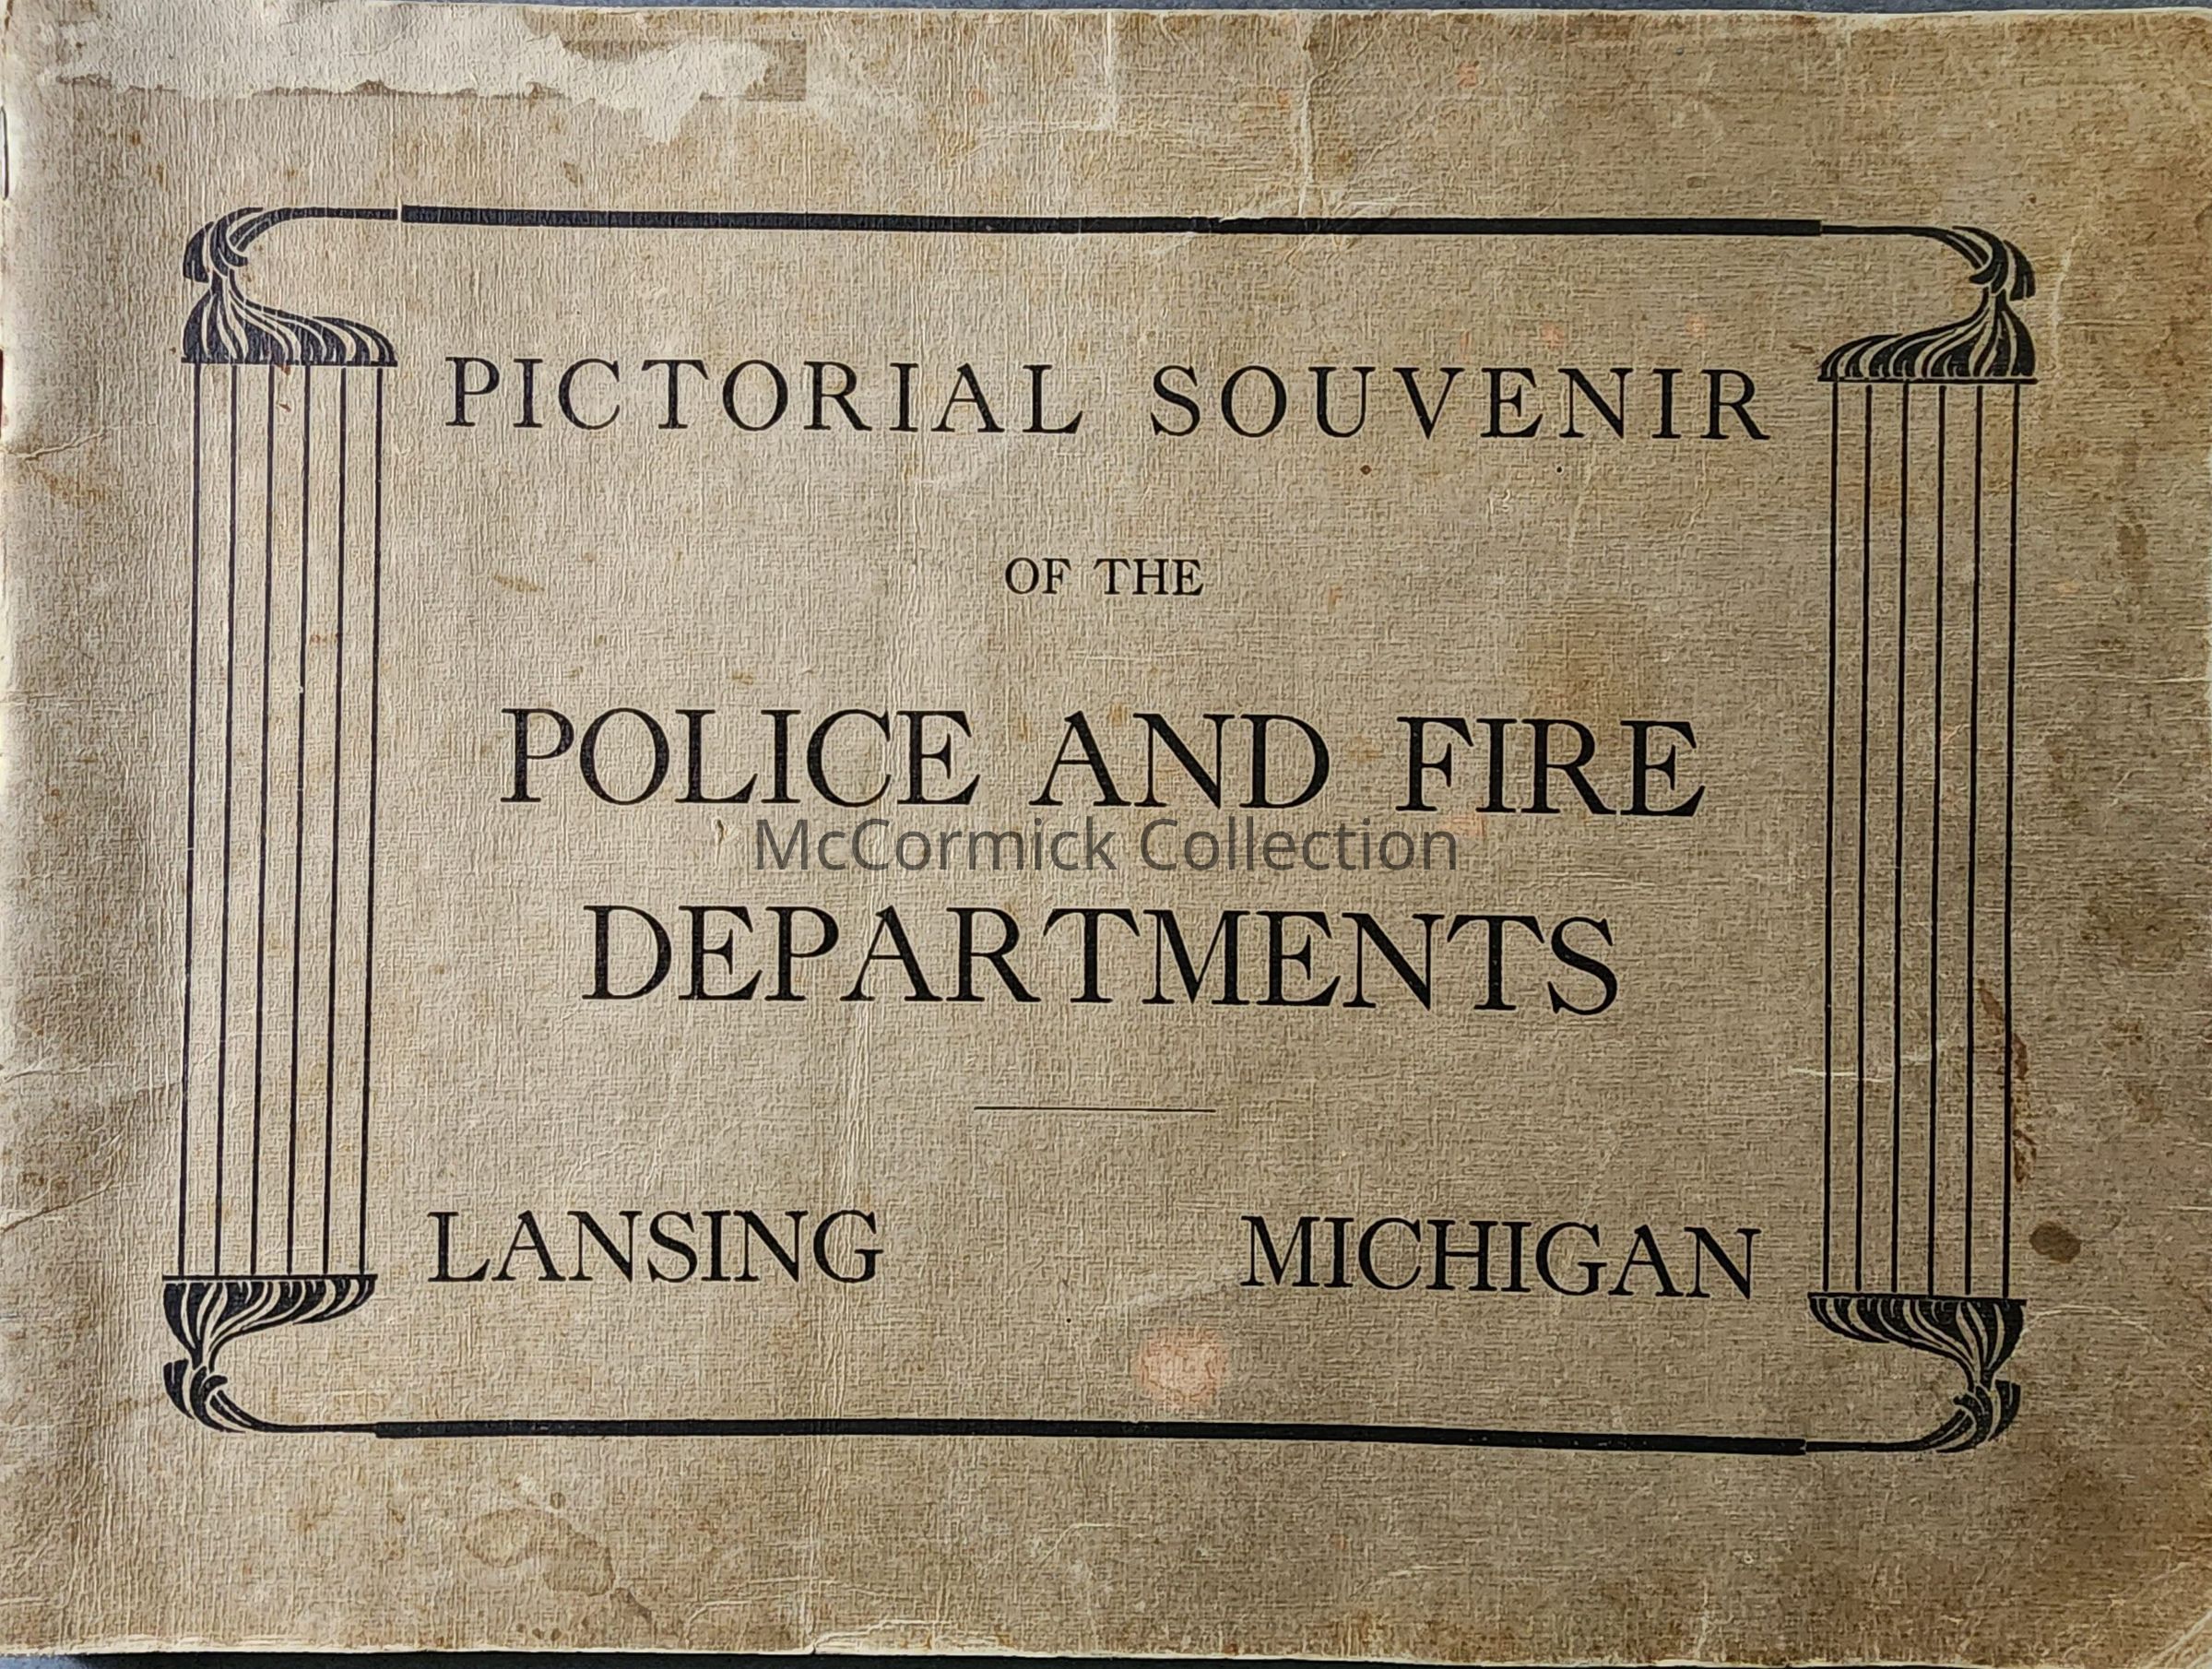 PICTORIAL SOUVENIR
OF THE
POLICE AND FIRE
McCormick Collection
DEPARTMENTS
LANSING MICHIGAN